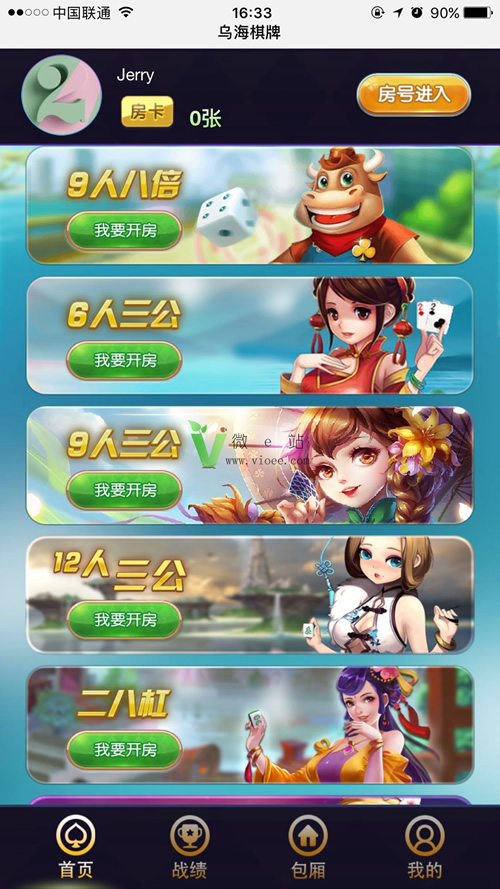 中国联通
16:33
90%
乌海棋牌
Jerry
房卡
0张
房号进入
9人八倍
我要开房
6人三公
我要开房
9人三公
我要开房
微e站
www.vioee.com
12人三公
我要开房
二八杠
我要开房
首页
战绩
包厢
我的